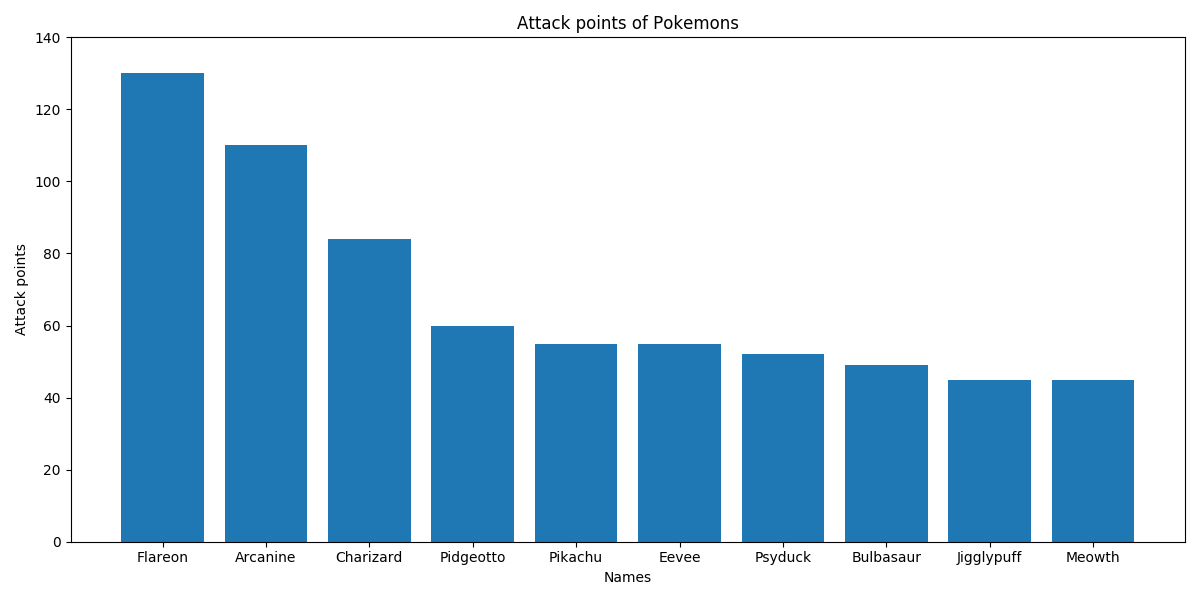 Attack points of Pokemons
Attack points
140
120
100
80
60
40
20
0
Flareon Arcanine Charizard Pidgeotto Pikachu Eevee Psyduck Bulbasaur Jigglypuff Meowth
Names